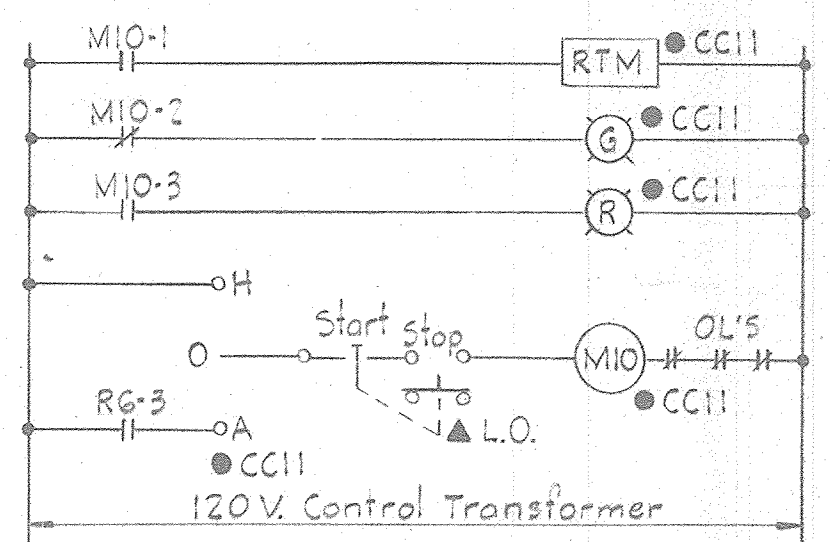 M10-1
RTM
CC11
M10-2
G
CC11
M10-3
R
CC11
H
Start
Stop
OL'S
O
M10
R6-3
CC11
A
L.O.
CC11
120 V. Control Transformer